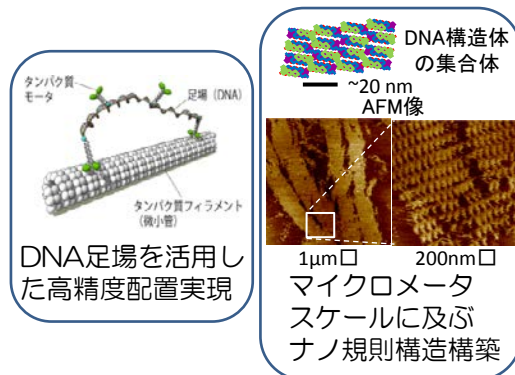 タンパク質
モータ
足場（DNA）
タンパク質フィラメント
（微小管）
DNA足場を活用し
た高精度配置実現
DNA構造体
の集合体
~20 nm
AFM像
1μm□
200nm□
マイクロメータ
スケールに及ぶ
ナノ規則構造構築